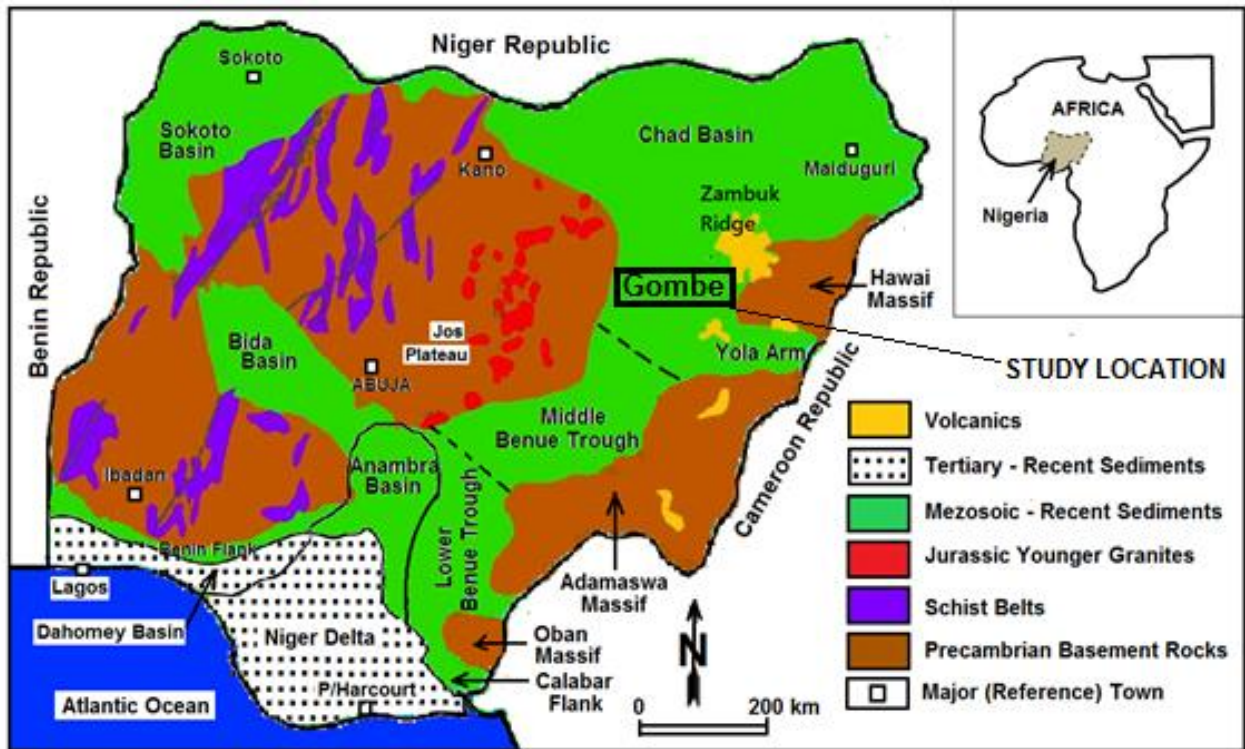 Niger Republic
Sokoto
Sokoto
Basin
Kano
Chad Basin
Maiduguri
Zambuk
Ridge
Gombe
Hawai
Massif
Benin Republic
Bida
Basin
Jos
Plateau
ABUJA
Yola Arm
Middle
Benue Trough
Cameroon Republic
Ibadan
Anambra
Basin
Lower
Benue Trough
Benin Flank
Lagos
Dahomey Basin
Niger Delta
Adamaswa
Massif
Oban
Massif
Calabar
Flank
P/Harcourt
Atlantic Ocean
N
0 200 km
AFRICA
Nigeria
STUDY LOCATION
Volcanics
Tertiary - Recent Sediments
Mezosoic - Recent Sediments
Jurassic Younger Granites
Schist Belts
Precambrian Basement Rocks
Major (Reference) Town